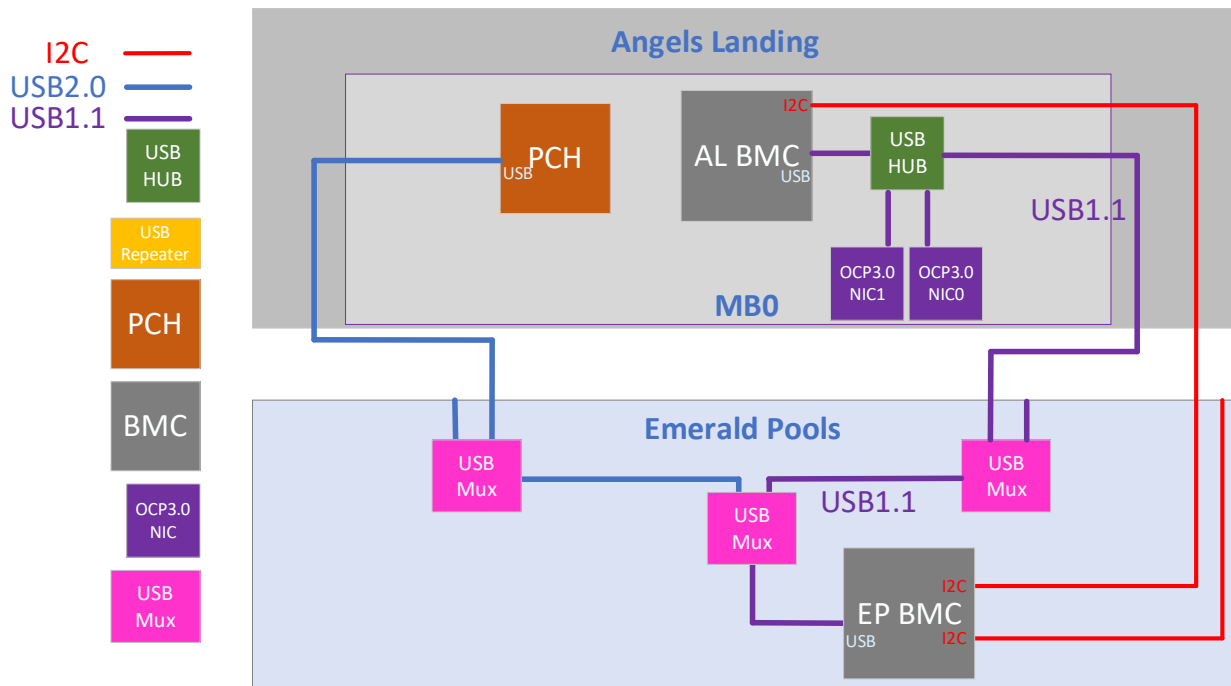 I2C
USB2.0
USB1.1
USB
HUB
USB
Repeater
PCH
BMC
OCP3.0
NIC
USB
Mux
Angels Landing
PCH
USB
I2C
AL BMC
USB
USB
HUB
USB1.1
OCP3.0
NIC1
OCP3.0
NIC0
MB0
Emerald Pools
USB
Mux
USB
Mux
USB1.1
USB
Mux
I2C
EP BMC
USB
I2C